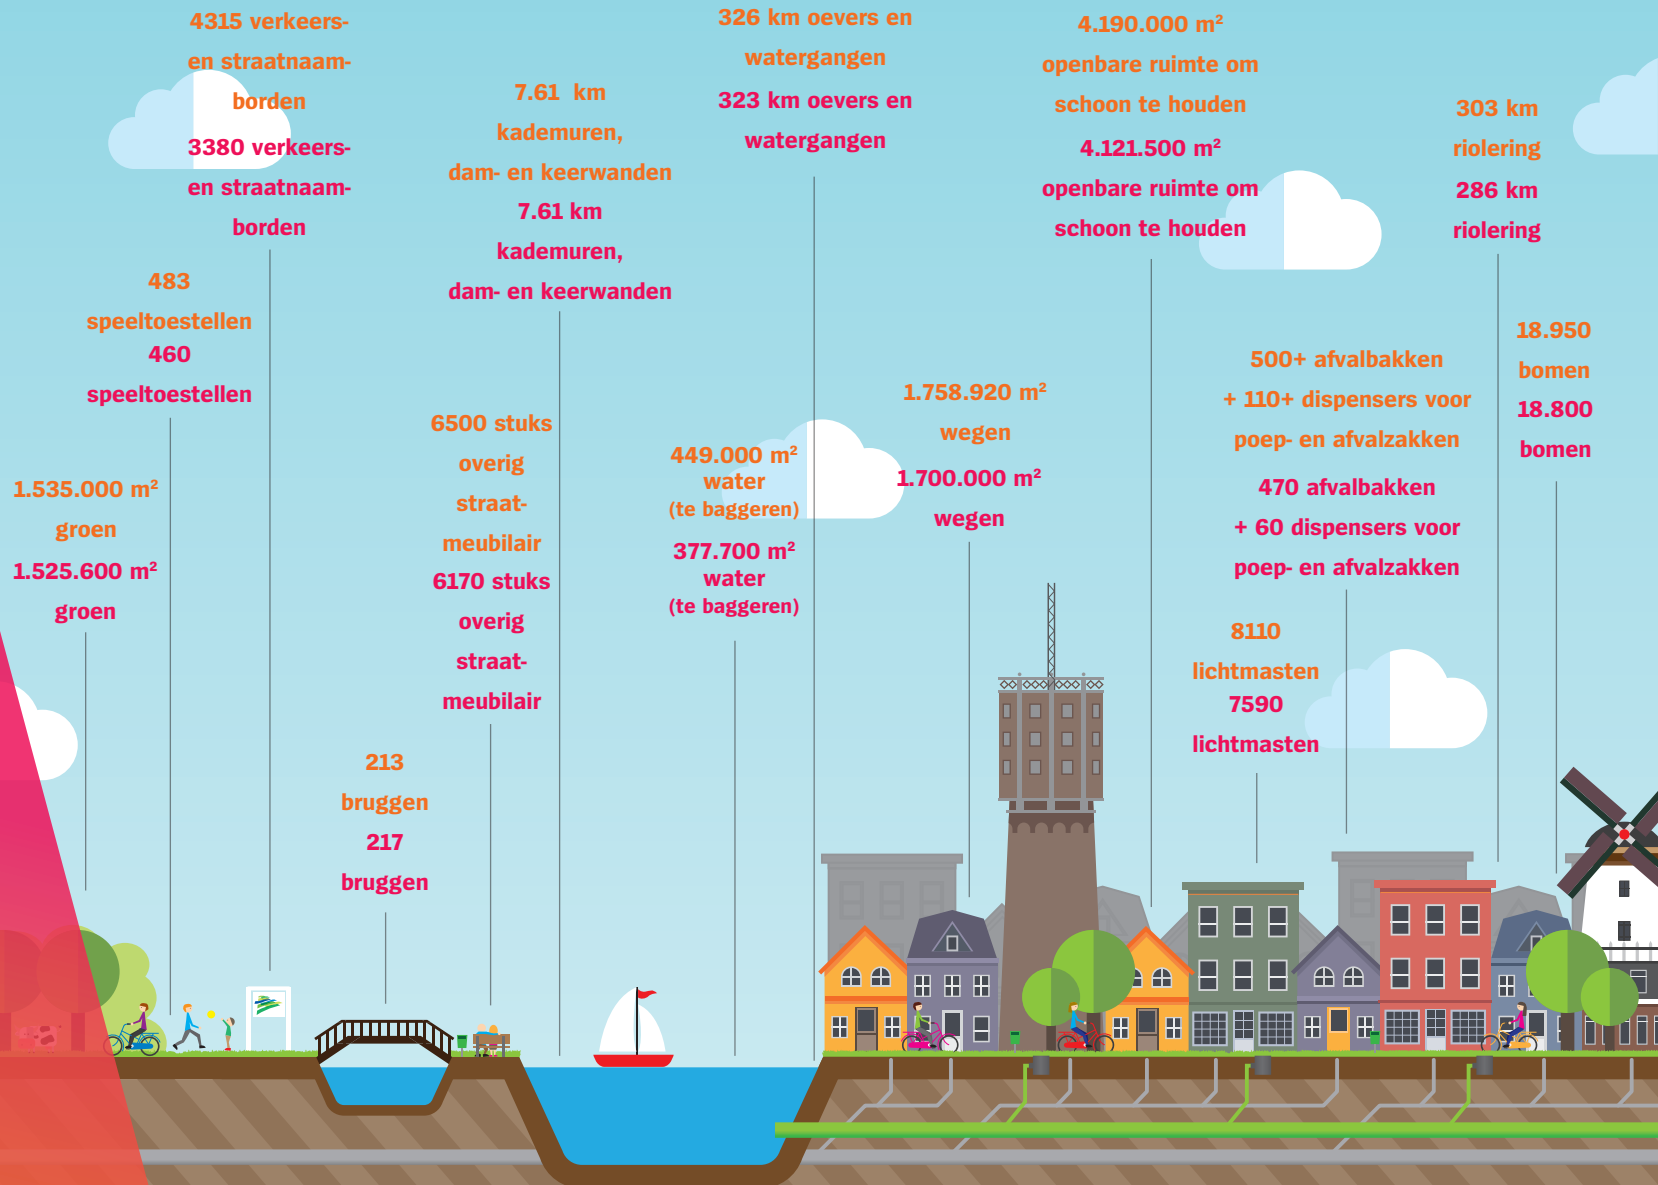 4315 verkeers-
en straatnaam-
borden
3380 verkeers-
en straatnaam-
borden
483
speeltoestellen
460
speeltoestellen
1.535.000 m²
groen
1.525.600 m²
groen
213
bruggen
217
bruggen
7.61 km
kademuren,
dam- en keerwanden
7.61 km
kademuren,
dam- en keerwanden
6500 stuks
overig
straat-
meubilair
6170 stuks
overig
straat-
meubilair
326 km oevers en
watergangen
323 km oevers en
watergangen
449.000 m²
water
(te baggeren)
377.700 m²
water
(te baggeren)
1.758.920 m²
wegen
1.700.000 m²
wegen
4.190.000 m²
openbare ruimte om
schoon te houden
4.121.500 m²
openbare ruimte om
schoon te houden
500+ afvalbakken
+ 110+ dispensers voor
poep- en afvalzakken
470 afvalbakken
+ 60 dispensers voor
poep- en afvalzakken
8110
lichtmasten
7590
lichtmasten
303 km
riolering
286 km
riolering
18.950
bomen
18.800
bomen